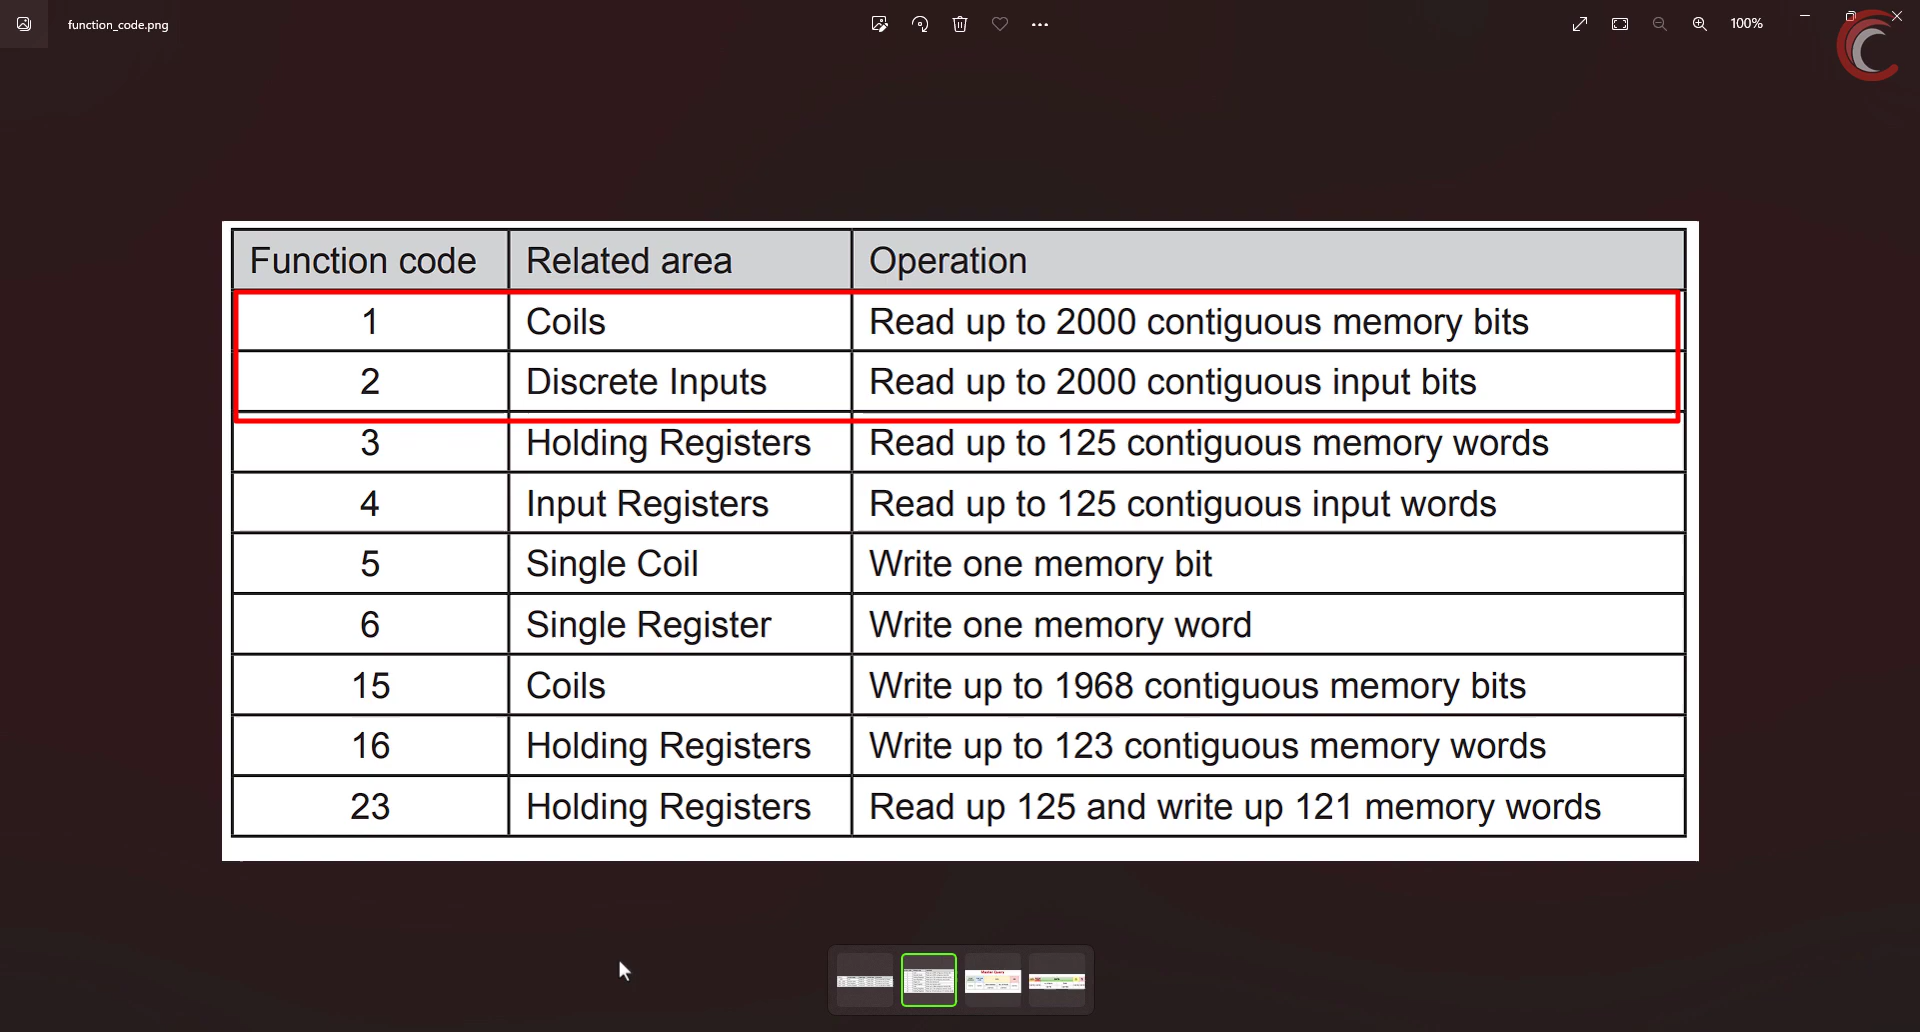 function_code.png
100%
Function code Related area Operation
1 Coils Read up to 2000 contiguous memory bits
2 Discrete Inputs Read up to 2000 contiguous input bits
3 Holding Registers Read up to 125 contiguous memory words
4 Input Registers Read up to 125 contiguous input words
5 Single Coil Write one memory bit
6 Single Register Write one memory word
15 Coils Write up to 1968 contiguous memory bits
16 Holding Registers Write up to 123 contiguous memory words
23 Holding Registers Read up 125 and write up 121 memory words
Master Query